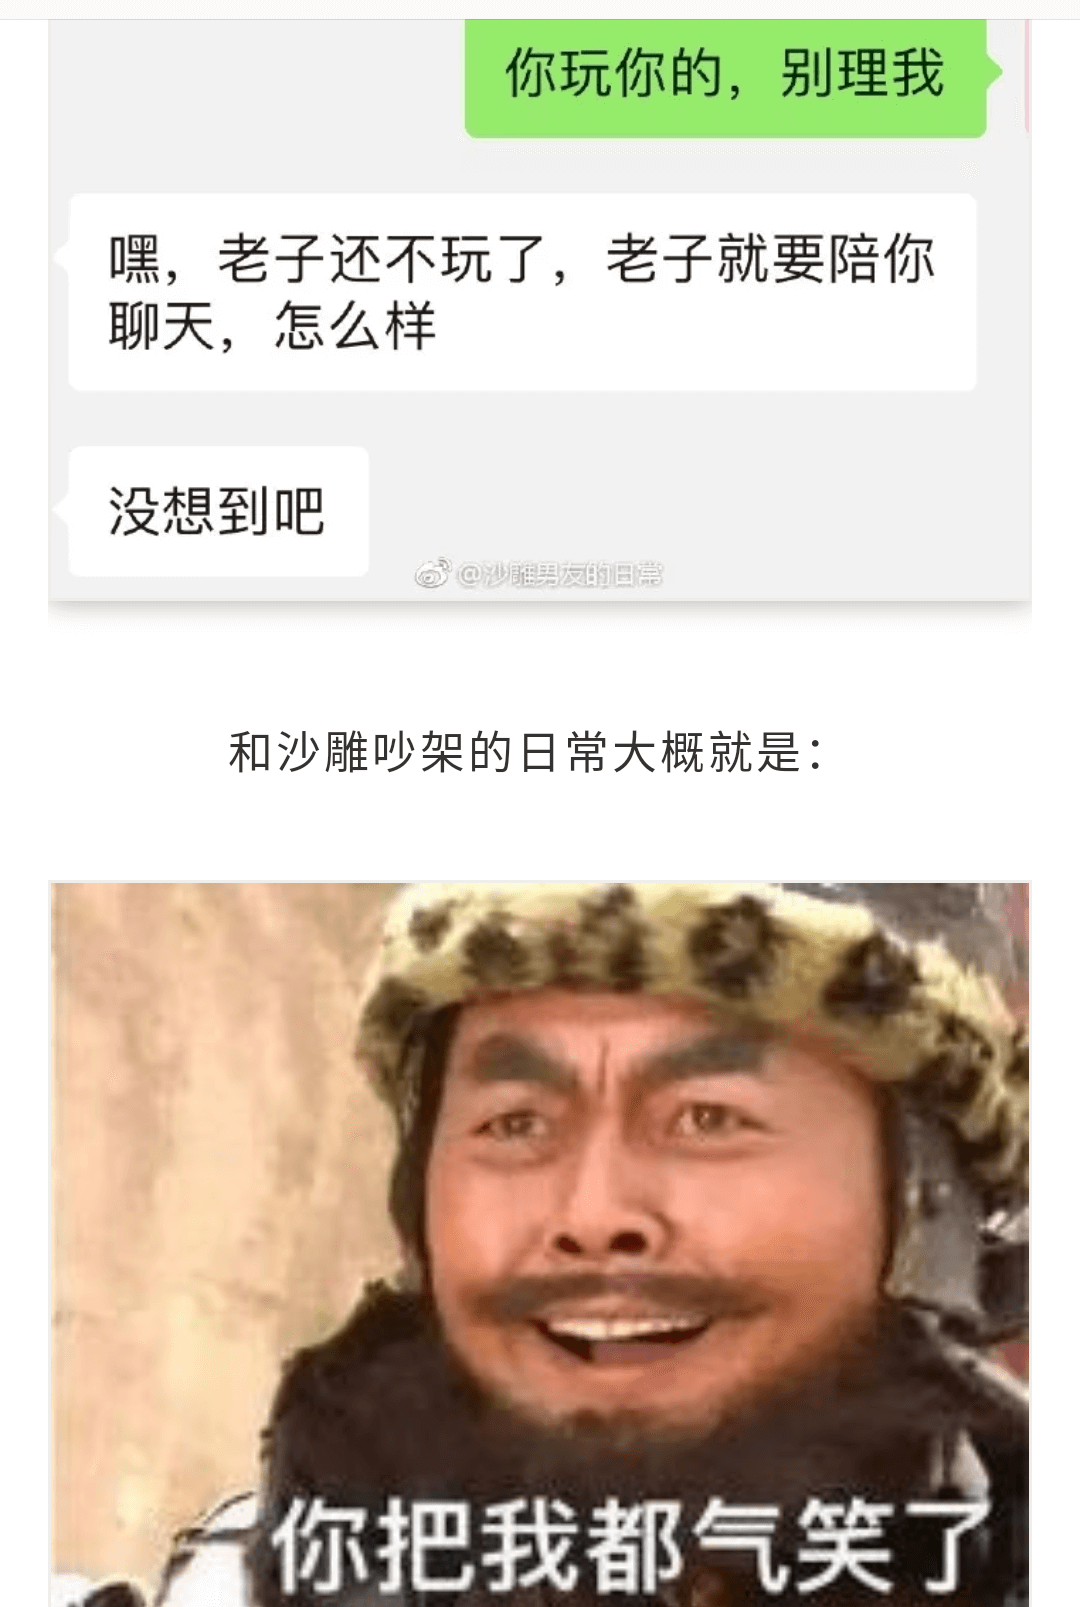 你玩你的，别理我
嘿，老子还不玩了，老子就要陪你
聊天，怎么样
没想到吧
@沙雕男友的日常
和沙雕吵架的日常大概就是：
你把我都气笑了